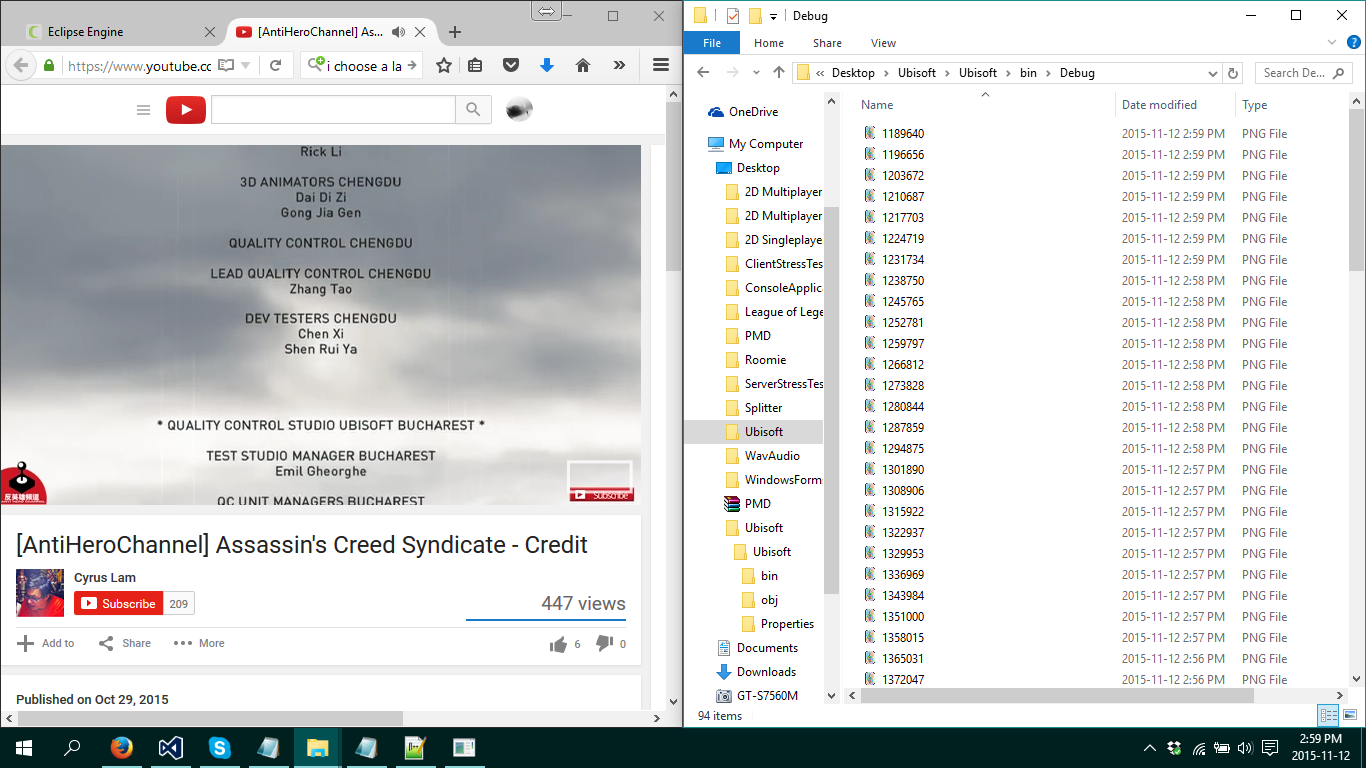 Eclipse Engine
[AntiHeroChannel] As...
https://www.youtube.cc
i choose a la
Rick Li
3D ANIMATORS CHENGDU
Dai Di Zi
Gong Jia Gen
QUALITY CONTROL CHENGDU
LEAD QUALITY CONTROL CHENGDU
Zhang Tao
DEV TESTERS CHENGDU
Chen Xi
Shen Rui Ya
* QUALITY CONTROL STUDIO UBISOFT BUCHAREST *
TEST STUDIO MANAGER BUCHAREST
Emil Gheorghe
QC UNIT MANAGERS BUCHAREST
反英雄頻道
Subscribe
[AntiHeroChannel] Assassin's Creed Syndicate - Credit
Cyrus Lam
Subscribe 209
447 views
Add to Share More 6 0
Published on Oct 29, 2015
Debug
File Home Share View
« Desktop Ubisoft Ubisoft bin Debug
Search De...
OneDrive
My Computer
Desktop
2D Multiplayer
2D Multiplayer
2D Singleplaye
ClientStressTes
ConsoleApplic
League of Lege
PMD
Roomie
ServerStressTes
Splitter
Ubisoft
WavAudio
WindowsForm
PMD
Ubisoft
Ubisoft
bin
obj
Properties
Documents
Downloads
GT-S7560M
Name Date modified Type
1189640 2015-11-12 2:59 PM PNG File
1196656 2015-11-12 2:59 PM PNG File
1203672 2015-11-12 2:59 PM PNG File
1210687 2015-11-12 2:59 PM PNG File
1217703 2015-11-12 2:59 PM PNG File
1224719 2015-11-12 2:59 PM PNG File
1231734 2015-11-12 2:59 PM PNG File
1238750 2015-11-12 2:58 PM PNG File
1245765 2015-11-12 2:58 PM PNG File
1252781 2015-11-12 2:58 PM PNG File
1259797 2015-11-12 2:58 PM PNG File
1266812 2015-11-12 2:58 PM PNG File
1273828 2015-11-12 2:58 PM PNG File
1280844 2015-11-12 2:58 PM PNG File
1287859 2015-11-12 2:58 PM PNG File
1294875 2015-11-12 2:58 PM PNG File
1301890 2015-11-12 2:57 PM PNG File
1308906 2015-11-12 2:57 PM PNG File
1315922 2015-11-12 2:57 PM PNG File
1322937 2015-11-12 2:57 PM PNG File
1329953 2015-11-12 2:57 PM PNG File
1336969 2015-11-12 2:57 PM PNG File
1343984 2015-11-12 2:57 PM PNG File
1351000 2015-11-12 2:57 PM PNG File
1358015 2015-11-12 2:57 PM PNG File
1365031 2015-11-12 2:56 PM PNG File
1372047 2015-11-12 2:56 PM PNG File
94 items
2:59 PM
2015-11-12